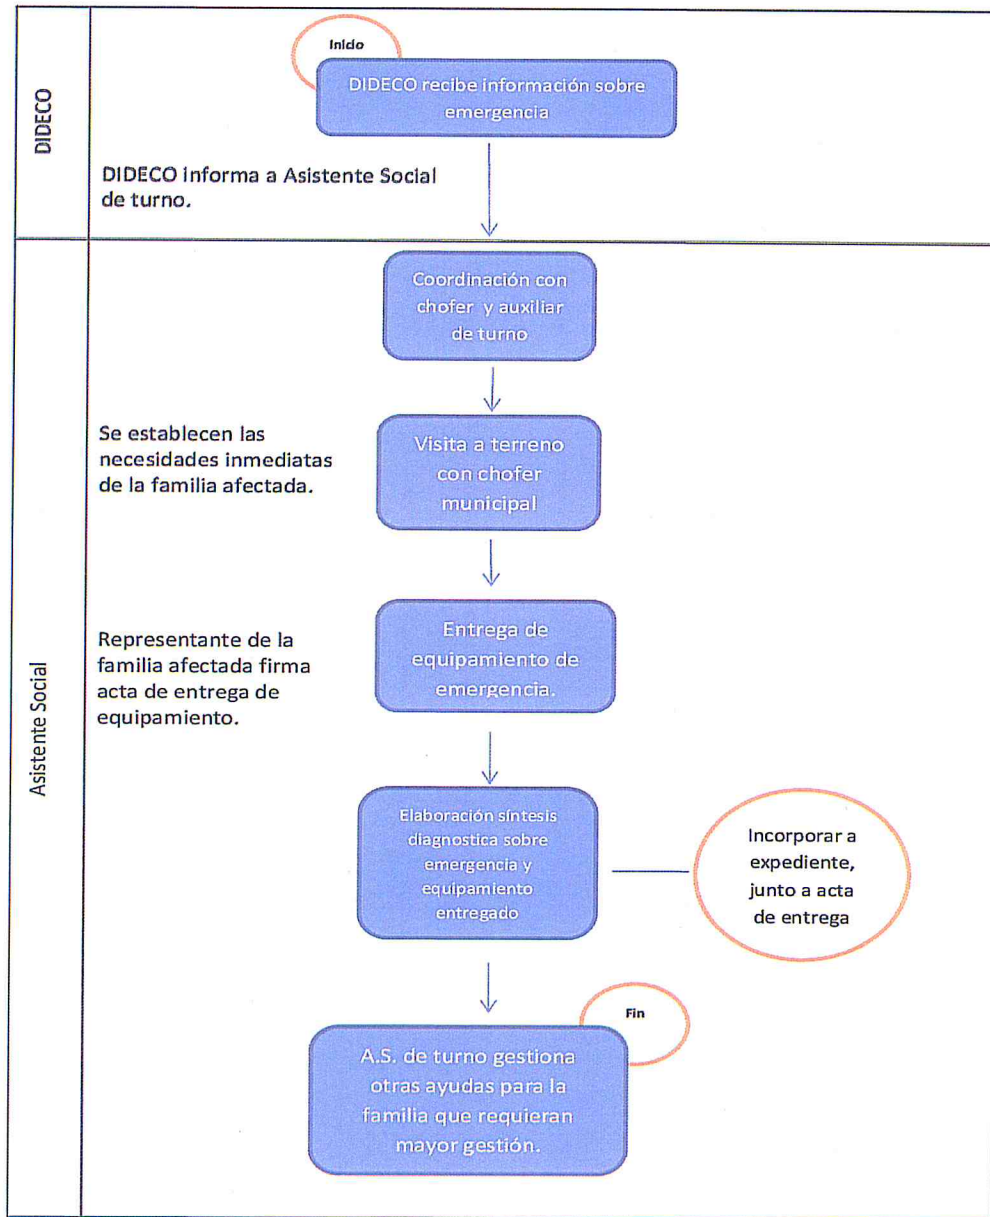 DIDECO
Inicio
DIDECO recibe información sobre
emergencia
DIDECO informa a Asistente Social
de turno.
Asistente Social
Coordinación con
chofer y auxiliar
de turno
Se establecen las
necesidades inmediatas
de la familia afectada.
Visita a terreno
con chofer
municipal
Representante de la
familia afectada firma
acta de entrega de
equipamiento.
Entrega de
equipamiento de
emergencia.
Elaboración síntesis
diagnostica sobre
emergencia y
equipamiento
entregado
Incorporar a
expediente,
junto a acta
de entrega
Fin
A.S. de turno gestiona
otras ayudas para la
familia que requieran
mayor gestión.